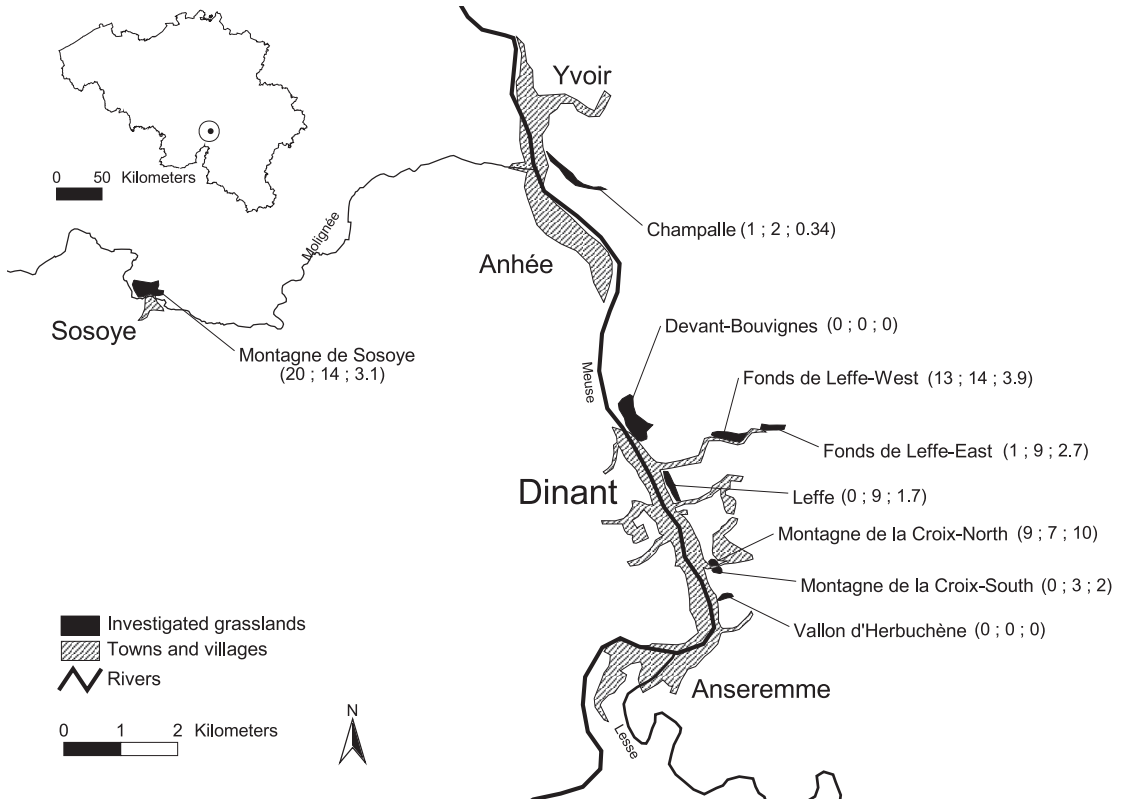 Yvoir
0 50 Kilometers
Molignée
Champalle (1 ; 2 ; 0.34)
Anhée
Sosoye
Montagne de Sosoye
(20 ; 14 ; 3.1)
Devant-Bouvignes (0 ; 0 ; 0)
Meuse
Fonds de Leffe-West (13 ; 14 ; 3.9)
Fonds de Leffe-East (1 ; 9 ; 2.7)
Dinant
Leffe (0 ; 9 ; 1.7)
Montagne de la Croix-North (9 ; 7 ; 10)
Montagne de la Croix-South (0 ; 3 ; 2)
Vallon d'Herbuchène (0 ; 0 ; 0)
Anseremme
Lesse
Investigated grasslands
Towns and villages
Rivers
0 1 2 Kilometers
N